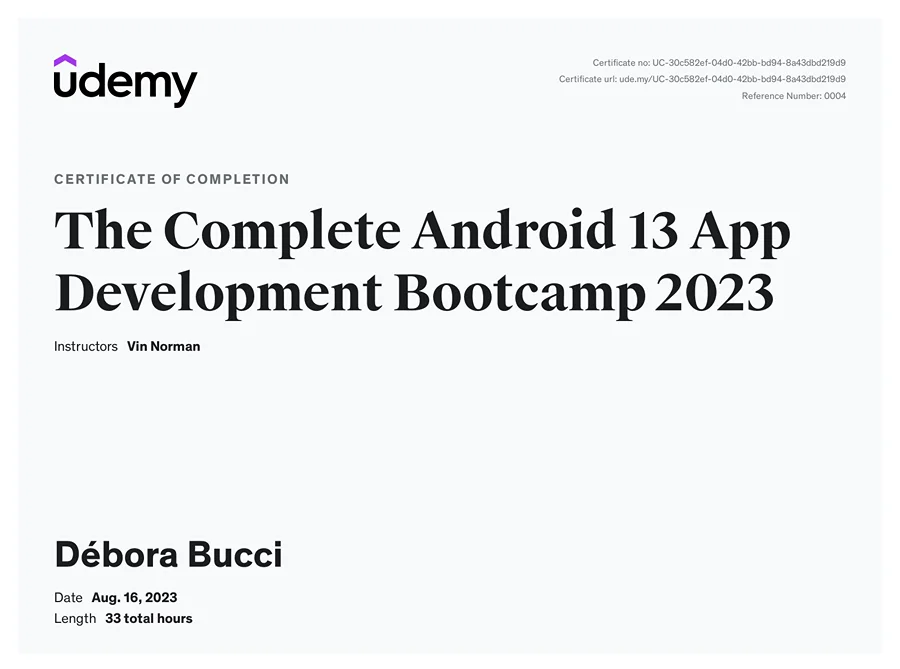 udemy
Certificate no: UC-30c582ef-04d0-42bb-bd94-8a43dbd219d9
Certificate url: ude.my/UC-30c582ef-04d0-42bb-bd94-8a43dbd219d9
Reference Number: 0004
CERTIFICATE OF COMPLETION
The Complete Android 13 App
Development Bootcamp 2023
Instructors Vin Norman
Débora Bucci
Date Aug. 16, 2023
Length 33 total hours